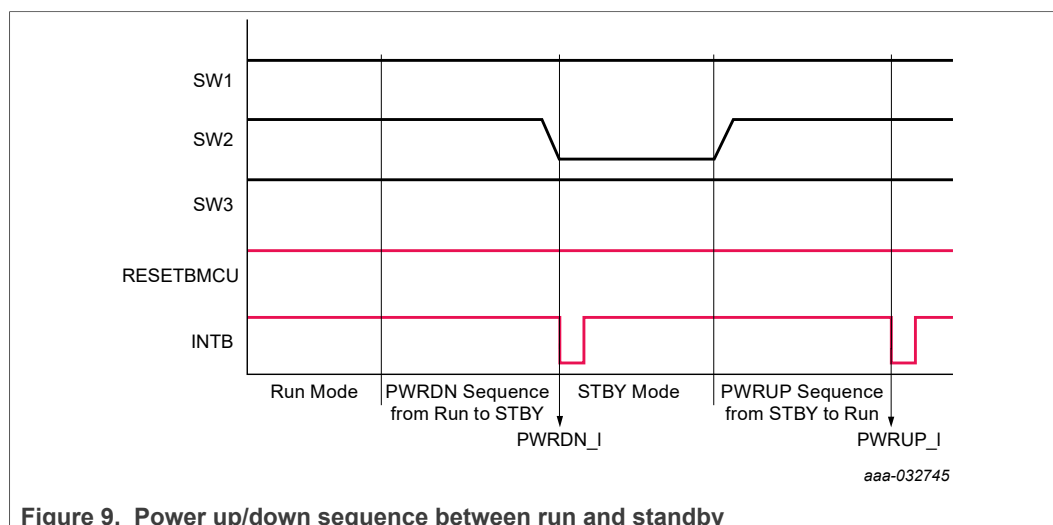 SW1
SW2
SW3
RESETBMCU
INTB
Run Mode
PWRDN Sequence
from Run to STBY
STBY Mode
PWRUP Sequence
from STBY to Run
PWRDN_I
PWRUP_I
aaa-032745
Figure 9. Power up/down sequence between run and standby